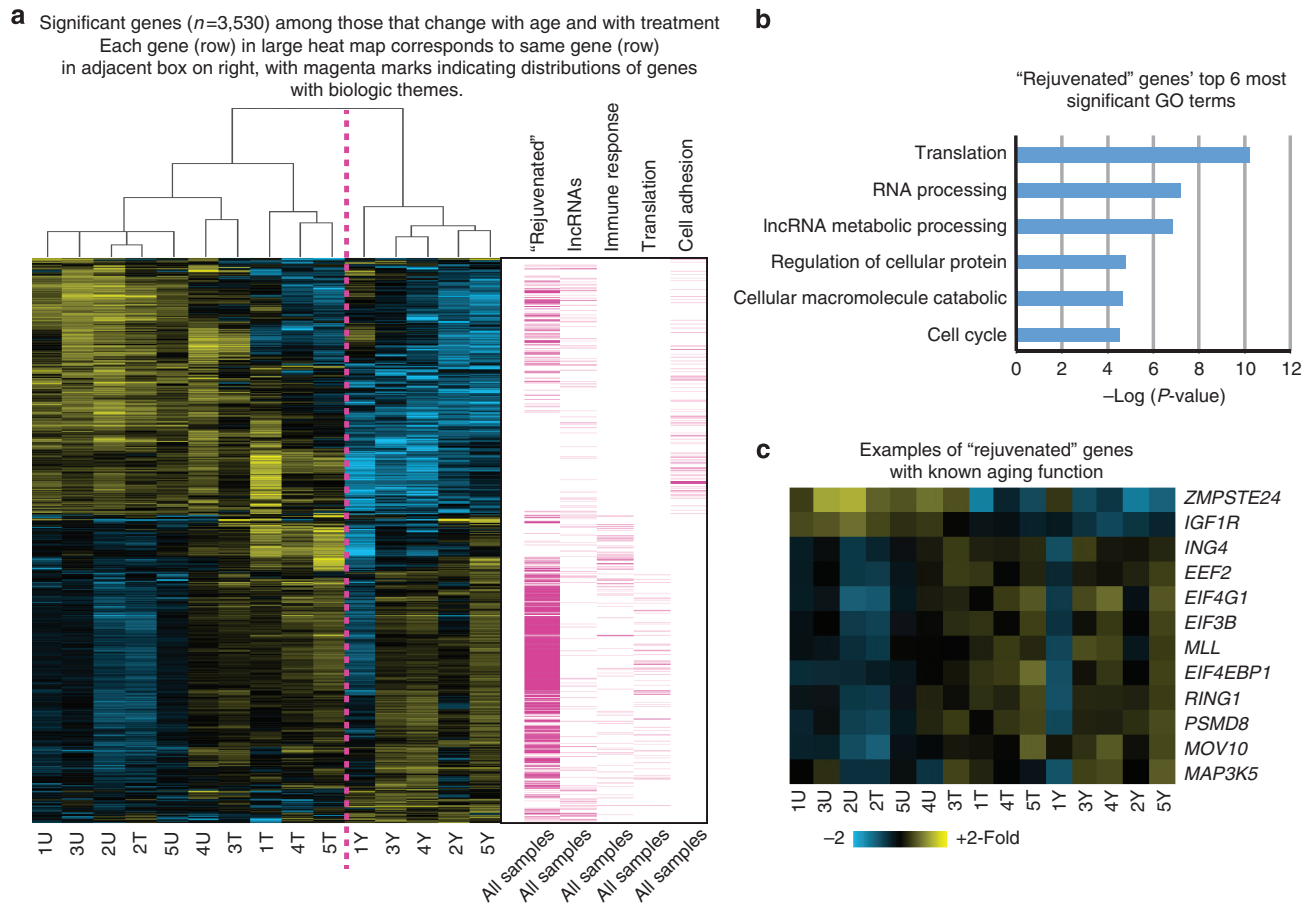 a
Significant genes (n=3,530) among those that change with age and with treatment
Each gene (row) in large heat map corresponds to same gene (row)
in adjacent box on right, with magenta marks indicating distributions of genes
with biologic themes.
"Rejuvenated"
lncRNAs
Immune response
Translation
Cell adhesion
1U
3U
2U
2T
5U
4U
3T
1T
4T
5T
1Y
3Y
4Y
2Y
5Y
All samples
All samples
All samples
All samples
All samples
b
"Rejuvenated" genes' top 6 most
significant GO terms
Translation
RNA processing
lncRNA metabolic processing
Regulation of cellular protein
Cellular macromolecule catabolic
Cell cycle
0 2 4 6 8 10 12
–Log (P-value)
c
Examples of "rejuvenated" genes
with known aging function
ZMPSTE24
IGF1R
ING4
EEF2
EIF4G1
EIF3B
MLL
EIF4EBP1
RING1
PSMD8
MOV10
MAP3K5
1U
3U
2U
2T
5U
4U
3T
1T
4T
5T
1Y
3Y
4Y
2Y
5Y
–2 +2-Fold